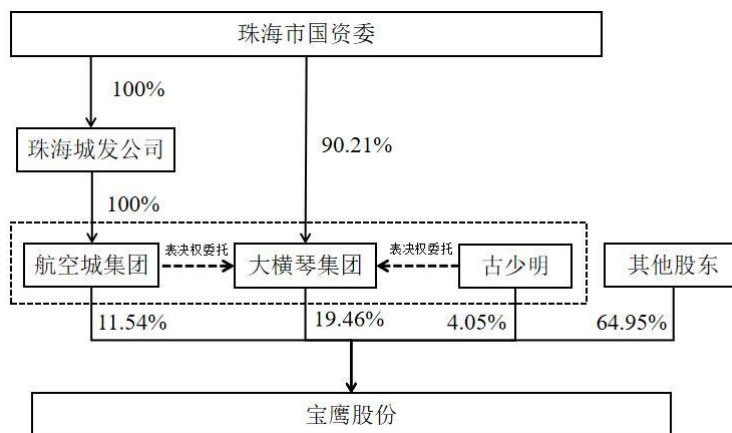 珠海市国资委
100%
珠海城发公司
90.21%
100%
表决权委托
表决权委托
航空城集团
大横琴集团
古少明
其他股东
11.54%
19.46%
4.05%
64.95%
宝鹰股份